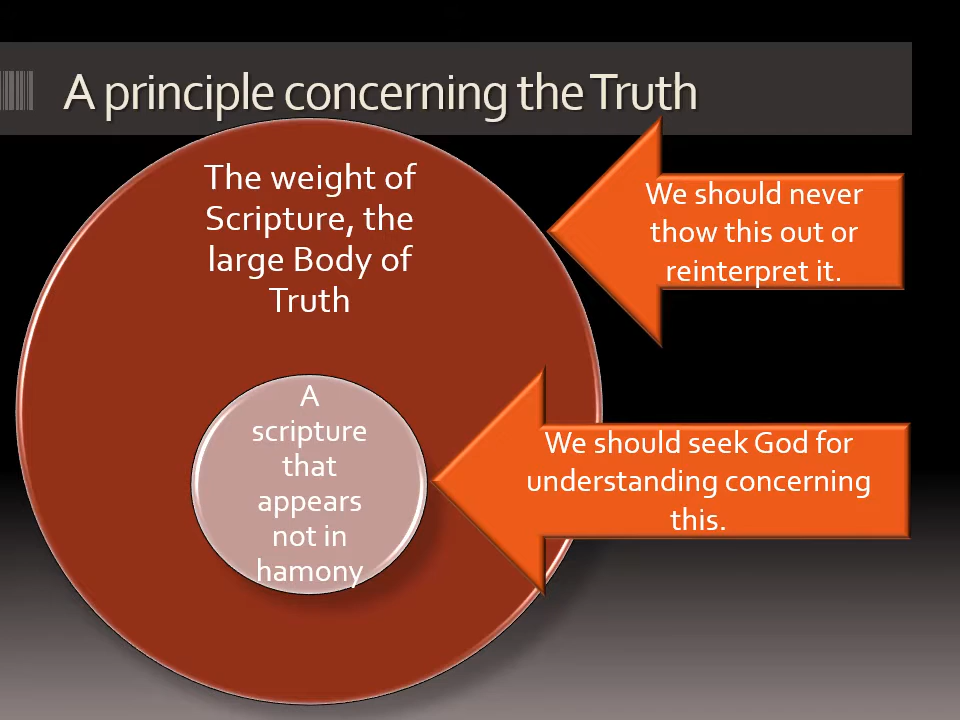 A principle concerning the Truth
The weight of
Scripture, the
large Body of
Truth
We should never
thow this out or
reinterpret it.
A
scripture
that
appears
not in
hamony
We should seek God for
understanding concerning
this.